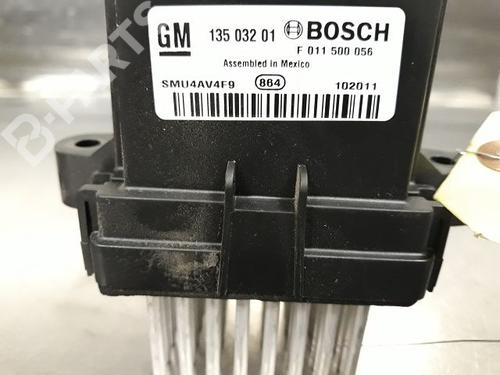 B-PARTS
GM 135 032 01 BOSCH
F 011 500 056
Assembled in Mexico
SMU4AV4F9 864 102011